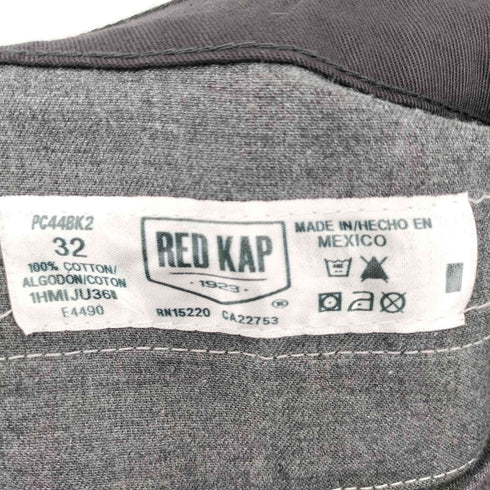 PC44BK2
32
100% COTTON/
ALGODON/COTON
1HMIJU36
E4490
RED KAP
1923
®
RN15220 CA22753
MADE IN/HECHO EN
MEXICO